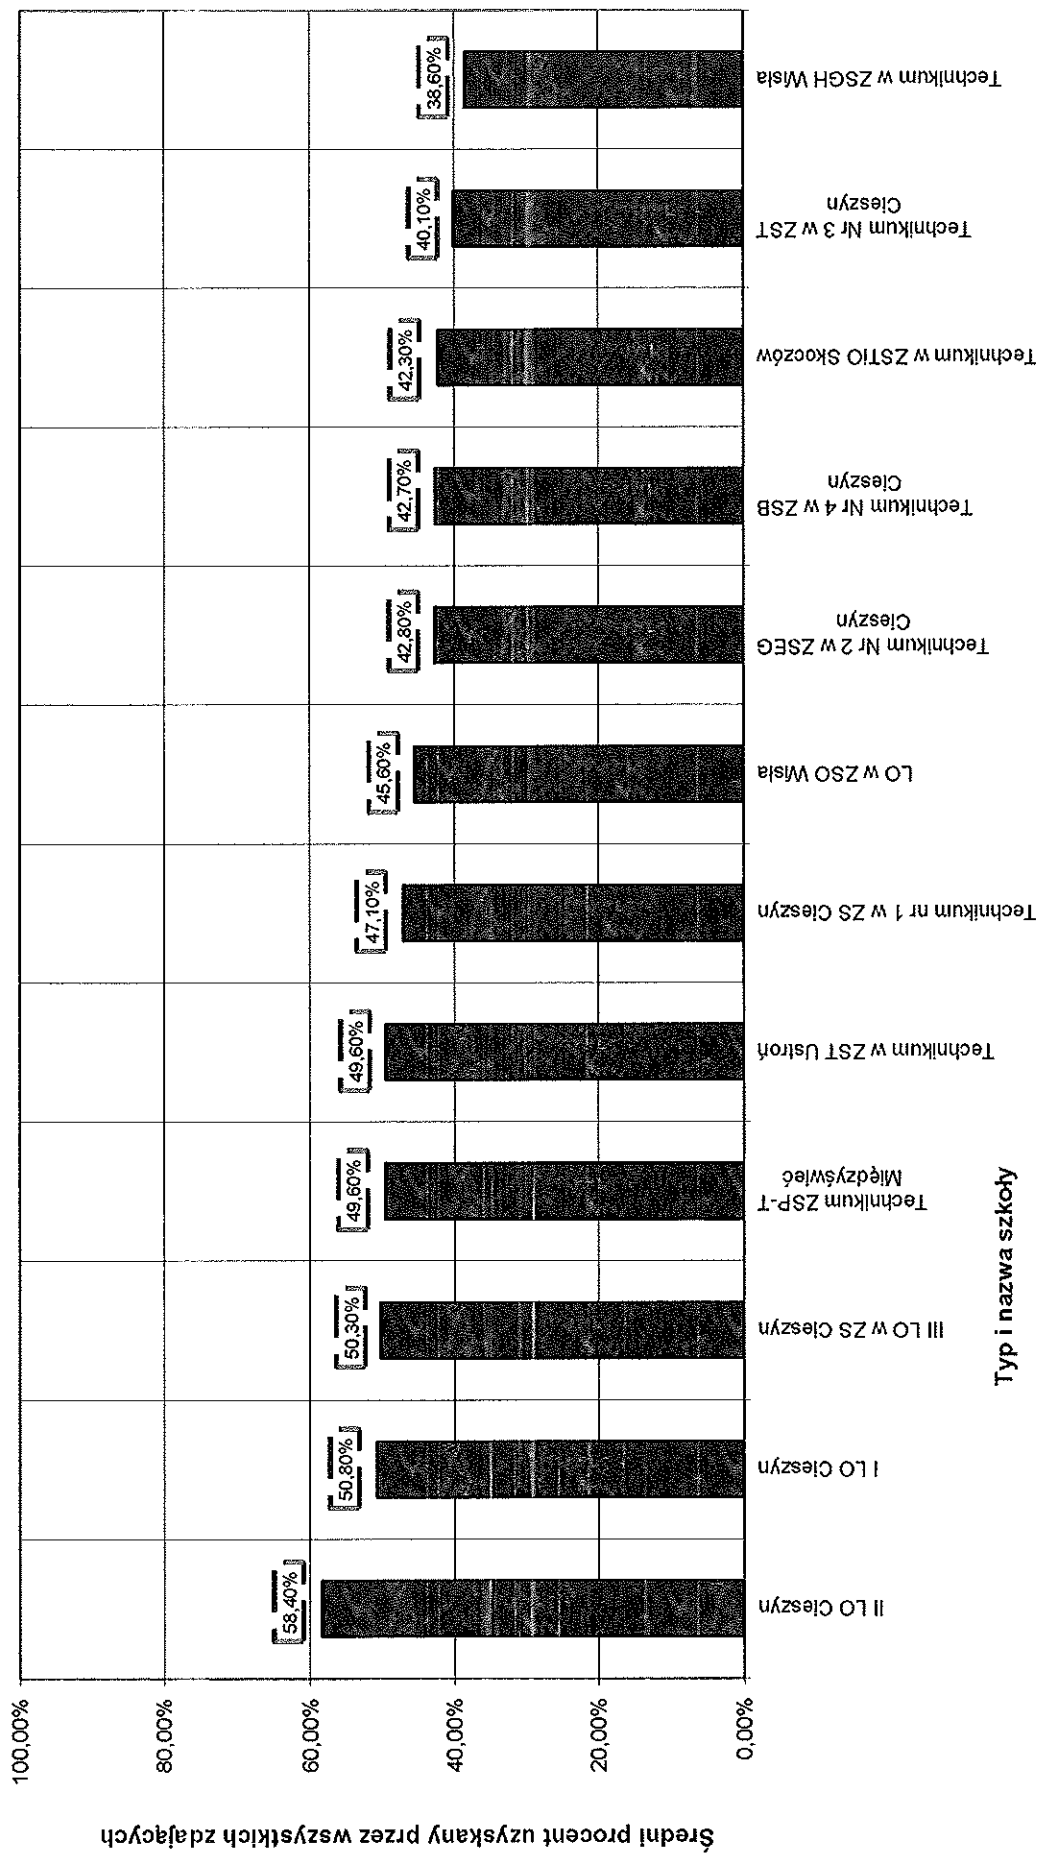 Średni procent uzyskany przez wszystkich zdających
100,00%
80,00%
60,00%
40,00%
20,00%
0,00%
58,40%
50,80%
50,30%
49,60%
49,60%
47,10%
45,60%
42,80%
42,70%
42,30%
40,10%
38,60%
II LO Cieszyn
I LO Cieszyn
III LO w ZS Cieszyn
Technikum ZSP-T
Międzyświeć
Technikum w ZST Ustroń
Technikum nr 1 w ZS Cieszyn
LO w ZSO Wisła
Technikum Nr 2 w ZSEG
Cieszyn
Technikum Nr 4 w ZSB
Cieszyn
Technikum w ZSTIO Skoczów
Technikum Nr 3 w ZST
Cieszyn
Technikum w ZSGH Wisła
Typ i nazwa szkoły